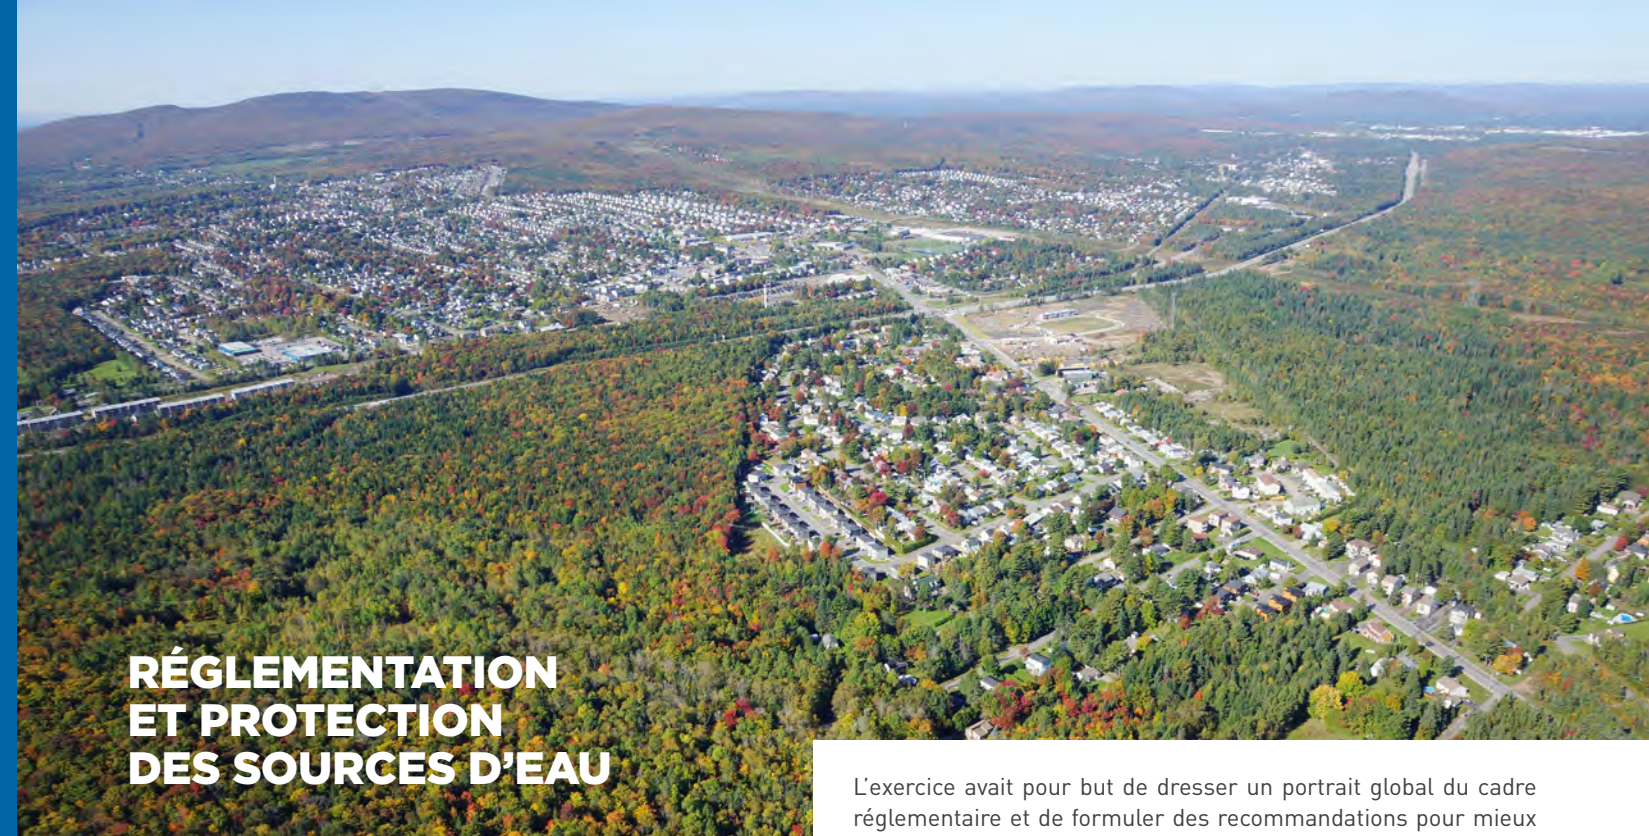 RÉGLEMENTATION
ET PROTECTION
DES SOURCES D'EAU
L'exercice avait pour but de dresser un portrait global du cadre
réglementaire et de formuler des recommandations pour mieux